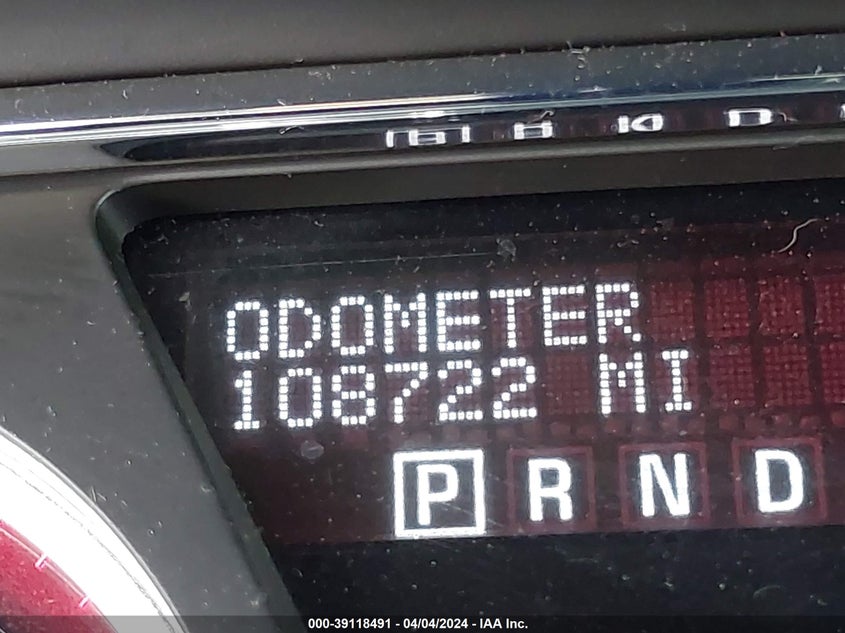 ODOMETER
108722 MI
P R N D
000-39118491 - 04/04/2024 - IAA Inc.